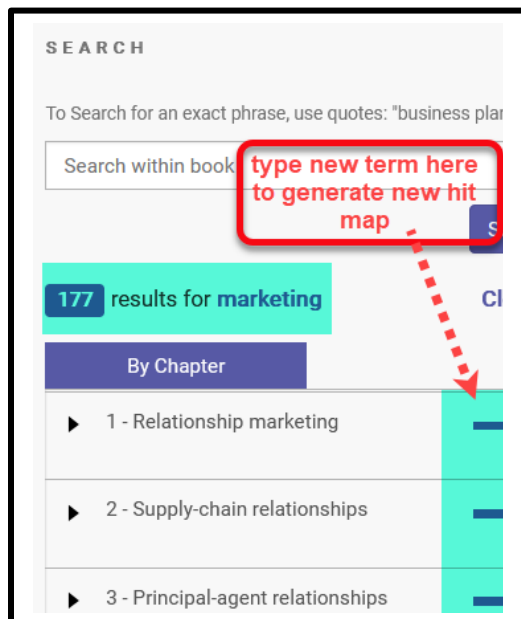 SEARCH
To Search for an exact phrase, use quotes: "business
Search within book
type new term here
to generate new hit
map
177 results for marketing
By Chapter
1 - Relationship marketing
2 - Supply-chain relationships
3 - Principal-agent relationships